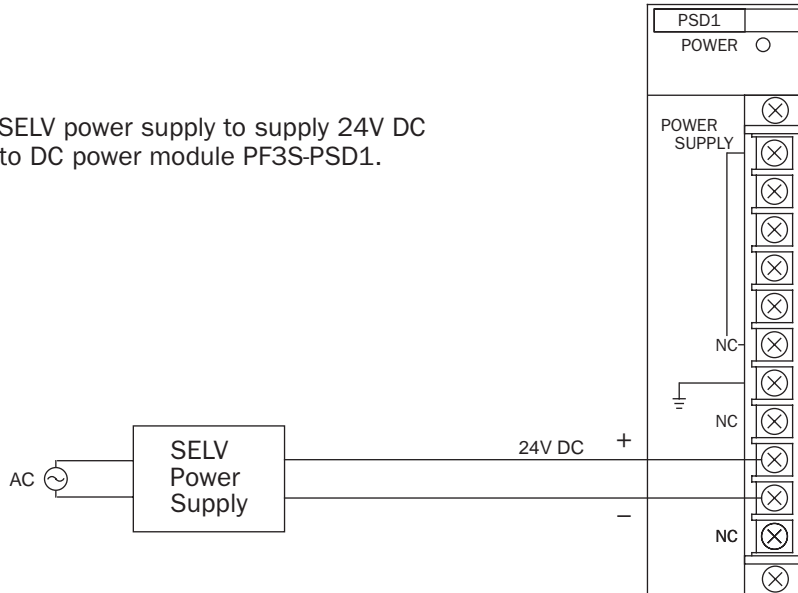 PSD1
POWER
SELV power supply to supply 24V DC
to DC power module PF3S-PSD1.
POWER
SUPPLY
NC
NC
24V DC +
AC
SELV
Power
Supply
–
NC